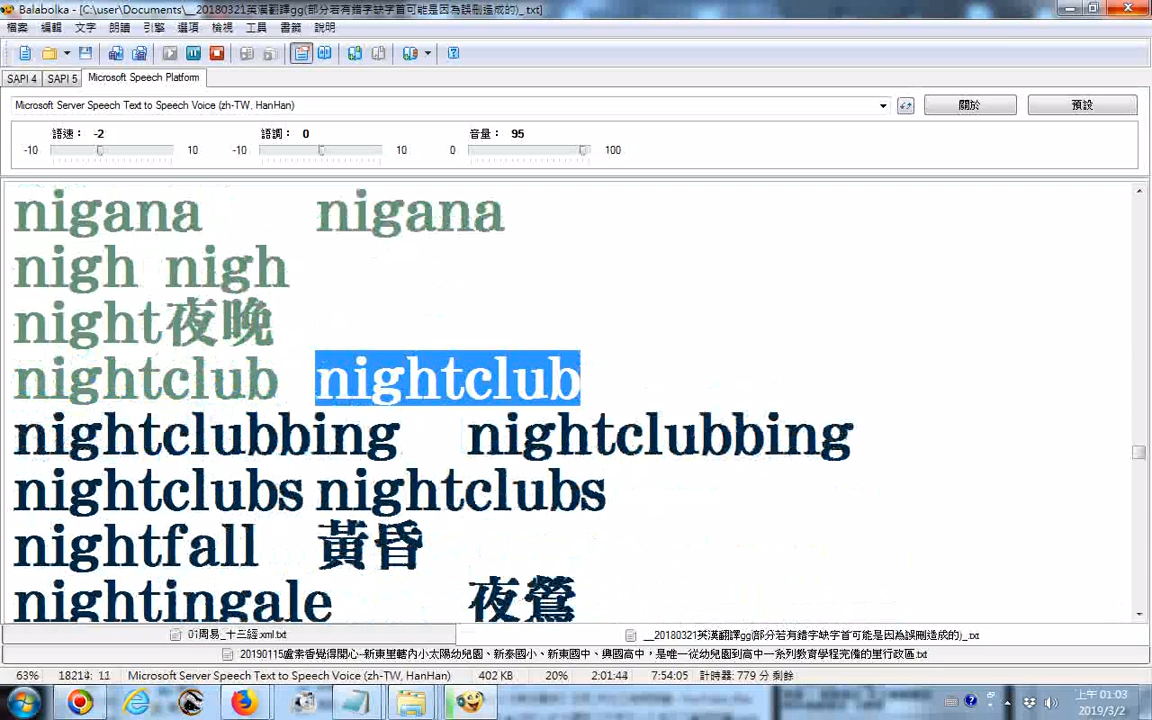 Balabolka - [C:\user\Documents\__20180321英漢翻譯gg(部分若有錯字缺字首可能是因為誤刪造成的)_.txt]
檔案 編輯 文字 朗讀 引擎 選項 檢視 工具 書籤 說明
SAPI 4 SAPI 5 Microsoft Speech Platform
Microsoft Server Speech Text to Speech Voice (zh-TW, HanHan) 關於 預設
語速： -2 語調： 0 音量： 95
-10 10 -10 10 0 100
nigana nigana
nigh nigh
night夜晚
nightclub nightclub
nightclubbing nightclubbing
nightclubs nightclubs
nightfall 黃昏
nightingale 夜鶯
01周易_十三經.xml.txt __20180321英漢翻譯gg(部分若有錯字缺字首可能是因為誤刪造成的)_.txt
20190115盧素香覺得開心-新東里轄內小太陽幼兒園、新泰國小、新東國中、興國高中，是唯一從幼兒園到高中一系列教育學程完備的里行政區.txt
63% 18214: 11 Microsoft Server Speech Text to Speech Voice (zh-TW, HanHan) 402 KB 20% 2:01:44 7:54:05 計時器: 779 分 剩餘
上午 01:03
2019/3/2